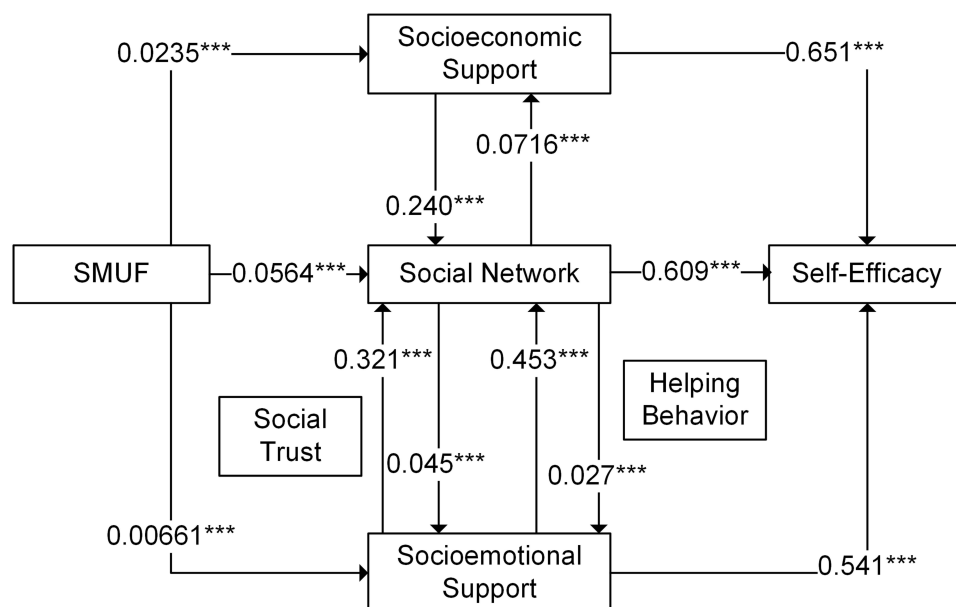 Socioeconomic
Support
0.0235***
0.651***
0.0716***
0.240***
SMUF
0.0564***
Social Network
0.609***
Self-Efficacy
0.321***
0.453***
Helping
Behavior
Social
Trust
0.045***
0.027***
0.00661***
Socioemotional
Support
0.541***